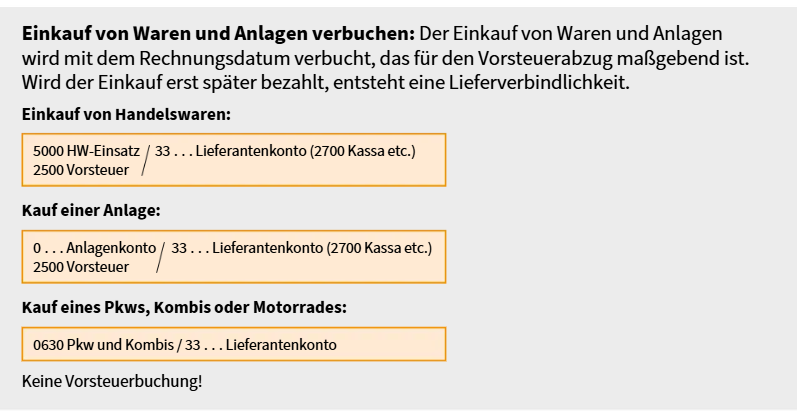 Einkauf von Waren und Anlagen verbuchen: Der Einkauf von Waren und Anlagen
wird mit dem Rechnungsdatum verbucht, das für den Vorsteuerabzug maßgebend ist.
Wird der Einkauf erst später bezahlt, entsteht eine Lieferverbindlichkeit.
Einkauf von Handelswaren:
5000 HW-Einsatz / 33 . . . Lieferantenkonto (2700 Kassa etc.)
2500 Vorsteuer /
Kauf einer Anlage:
0 . . . Anlagenkonto / 33 . . . Lieferantenkonto (2700 Kassa etc.)
2500 Vorsteuer /
Kauf eines Pkws, Kombis oder Motorrades:
0630 Pkw und Kombis / 33 . . . Lieferantenkonto
Keine Vorsteuerbuchung!